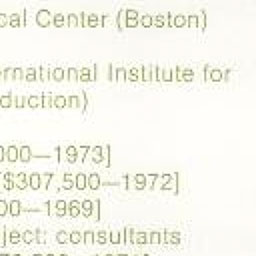 cal Center (Boston)
ernational Institute for
duction)
000—1973]
[$307,500—1972]
00—1969]
ject: consultants